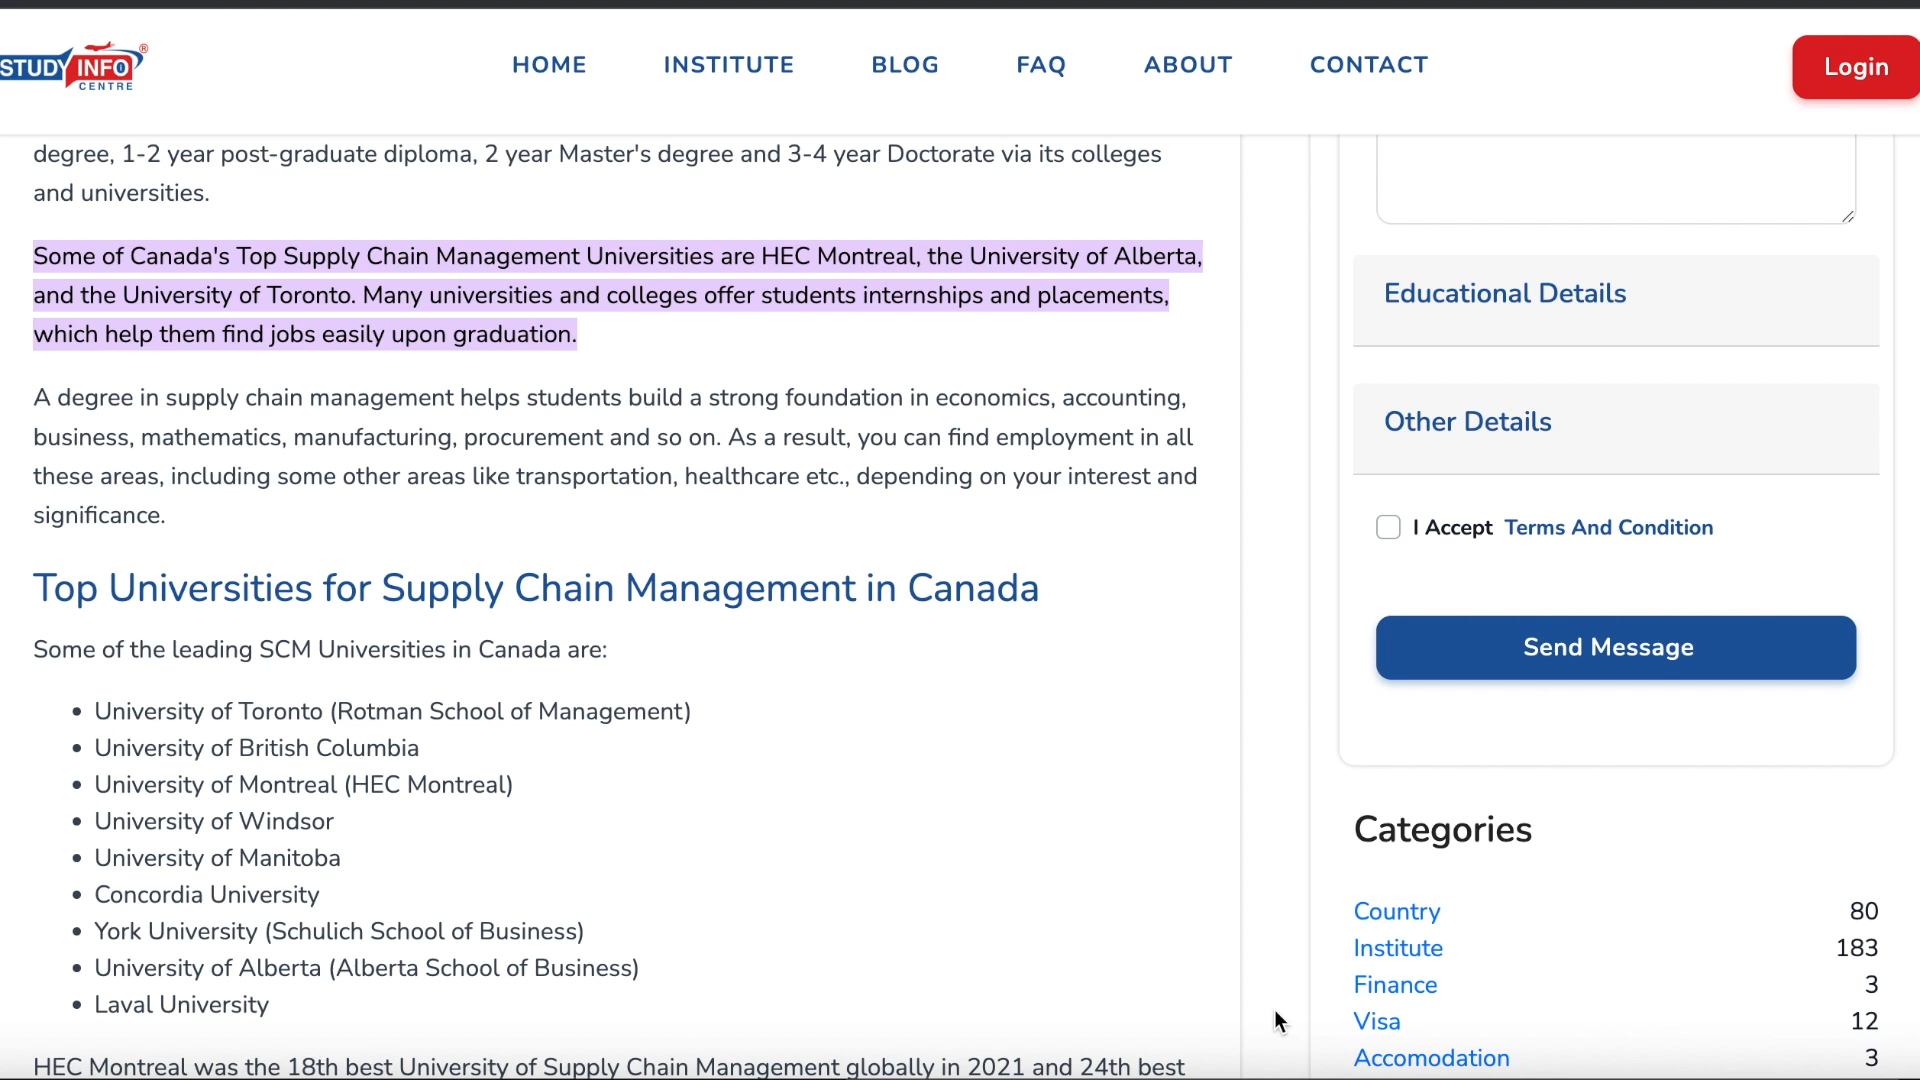 STUDY INFO
CENTRE
®
HOME
INSTITUTE
BLOG
FAQ
ABOUT
CONTACT
Login
degree, 1-2 year post-graduate diploma, 2 year Master's degree and 3-4 year Doctorate via its colleges
and universities.
Some of Canada's Top Supply Chain Management Universities are HEC Montreal, the University of Alberta,
and the University of Toronto. Many universities and colleges offer students internships and placements,
which help them find jobs easily upon graduation.
A degree in supply chain management helps students build a strong foundation in economics, accounting,
business, mathematics, manufacturing, procurement and so on. As a result, you can find employment in all
these areas, including some other areas like transportation, healthcare etc., depending on your interest and
significance.
Top Universities for Supply Chain Management in Canada
Some of the leading SCM Universities in Canada are:
• University of Toronto (Rotman School of Management)
• University of British Columbia
• University of Montreal (HEC Montreal)
• University of Windsor
• University of Manitoba
• Concordia University
• York University (Schulich School of Business)
• University of Alberta (Alberta School of Business)
• Laval University
HEC Montreal was the 18th best University of Supply Chain Management globally in 2021 and 24th best
Educational Details
Other Details
I Accept Terms And Condition
Send Message
Categories
Country 80
Institute 183
Finance 3
Visa 12
Accomodation 3